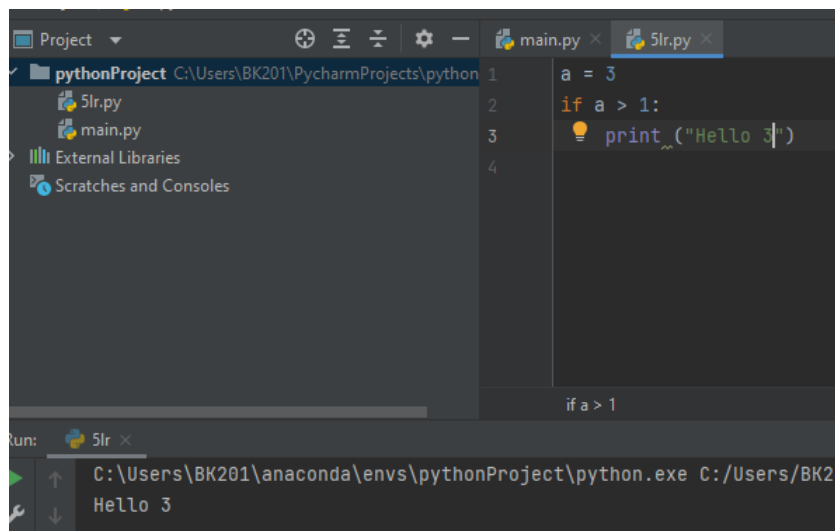 Project
main.py
5lr.py
pythonProject C:\Users\BK201\PycharmProjects\python
5lr.py
main.py
External Libraries
Scratches and Consoles
1 a = 3
2 if a > 1:
3 print ("Hello 3")
4
if a > 1
Run: 5lr
C:\Users\BK201\anaconda\envs\pythonProject\python.exe C:/Users/BK2
Hello 3